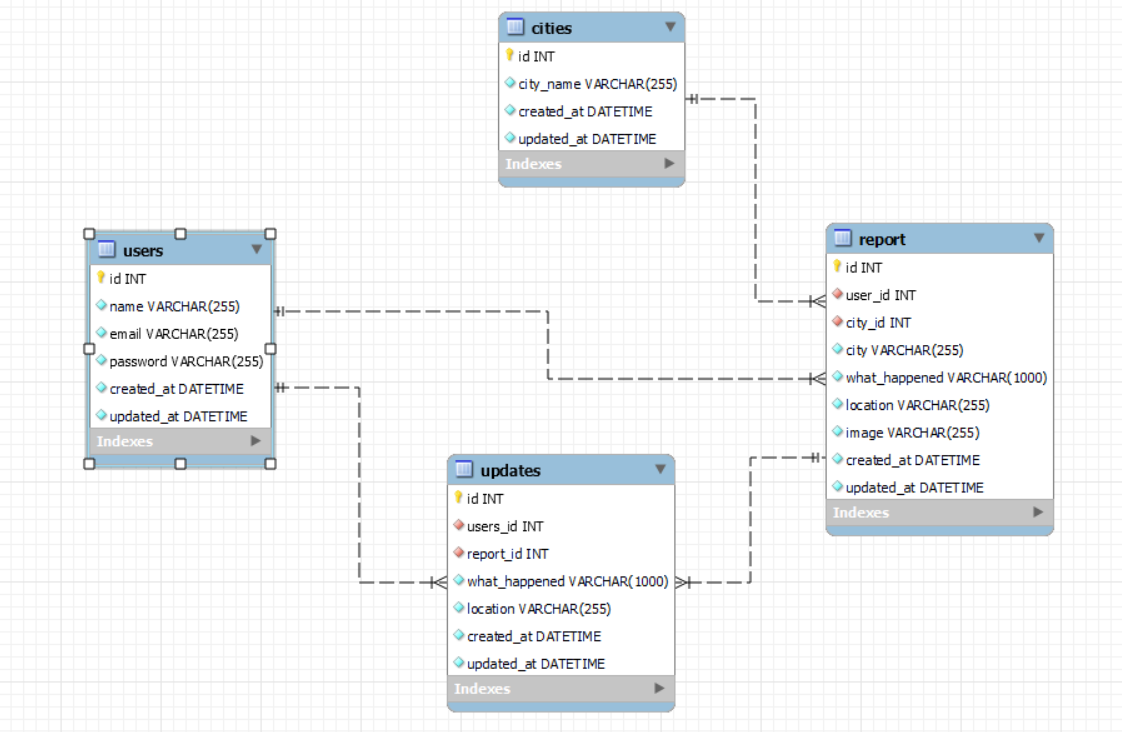 cities
id INT
city_name VARCHAR(255)
created_at DATETIME
updated_at DATETIME
Indexes
users
id INT
name VARCHAR(255)
email VARCHAR(255)
password VARCHAR(255)
created_at DATETIME
updated_at DATETIME
Indexes
report
id INT
user_id INT
city_id INT
city VARCHAR(255)
what_happened VARCHAR(1000)
location VARCHAR(255)
image VARCHAR(255)
created_at DATETIME
updated_at DATETIME
Indexes
updates
id INT
users_id INT
report_id INT
what_happened VARCHAR(1000)
location VARCHAR(255)
created_at DATETIME
updated_at DATETIME
Indexes